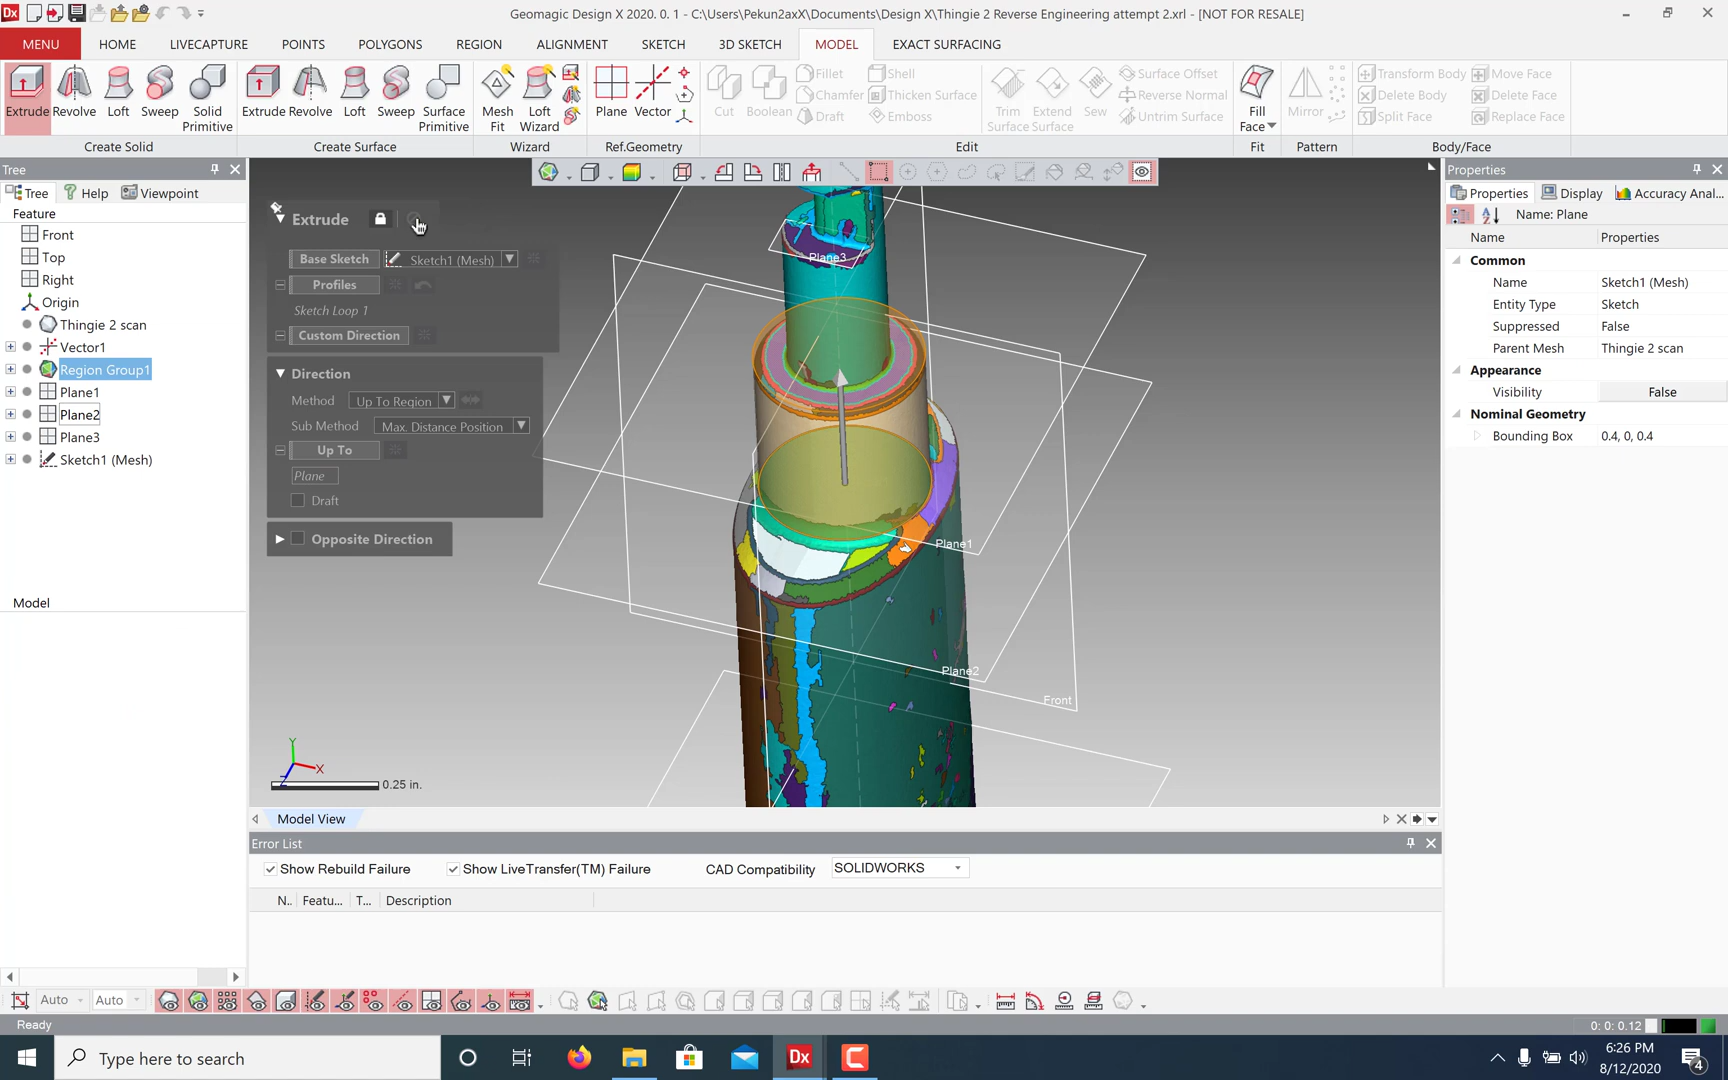 Dx
Geomagic Design X 2020. 0. 1 - C:\Users\Pekun2axX\Documents\Design X\Thingie 2 Reverse Engineering attempt 2.xrl - [NOT FOR RESALE]
MENU HOME LIVECAPTURE POINTS POLYGONS REGION ALIGNMENT SKETCH 3D SKETCH MODEL EXACT SURFACING
Extrude Revolve Loft Sweep Solid Primitive
Create Solid
Extrude Revolve Loft Sweep Surface Primitive
Create Surface
Mesh Fit Loft Wizard
Wizard
Plane Vector
Ref.Geometry
Cut Boolean Fillet Chamfer Draft Shell Thicken Surface Emboss
Trim Surface Extend Surface Sew Surface Offset Reverse Normal Untrim Surface
Edit
Fill Face
Fit
Mirror
Pattern
Transform Body Delete Body Split Face Move Face Delete Face Replace Face
Body/Face
Tree
Tree Help Viewpoint
Feature
Front
Top
Right
Origin
Thingie 2 scan
Vector1
Region Group1
Plane1
Plane2
Plane3
Sketch1 (Mesh)
Model
Extrude
Base Sketch Sketch1 (Mesh)
Profiles
Sketch Loop 1
Custom Direction
Direction
Method Up To Region
Sub Method Max. Distance Position
Up To
Plane
Draft
Opposite Direction
Plane3
Plane1
Plane2
Front
Y
X
Z
0.25 in.
Model View
Properties
Properties Display Accuracy Anal...
Name: Plane
Name Properties
Common
Name Sketch1 (Mesh)
Entity Type Sketch
Suppressed False
Parent Mesh Thingie 2 scan
Appearance
Visibility False
Nominal Geometry
Bounding Box 0.4, 0, 0.4
Error List
Show Rebuild Failure Show LiveTransfer(TM) Failure CAD Compatibility SOLIDWORKS
N.. Featu... T... Description
Auto Auto
Ready
0: 0: 0.12
Type here to search
Dx
6:26 PM
8/12/2020
4